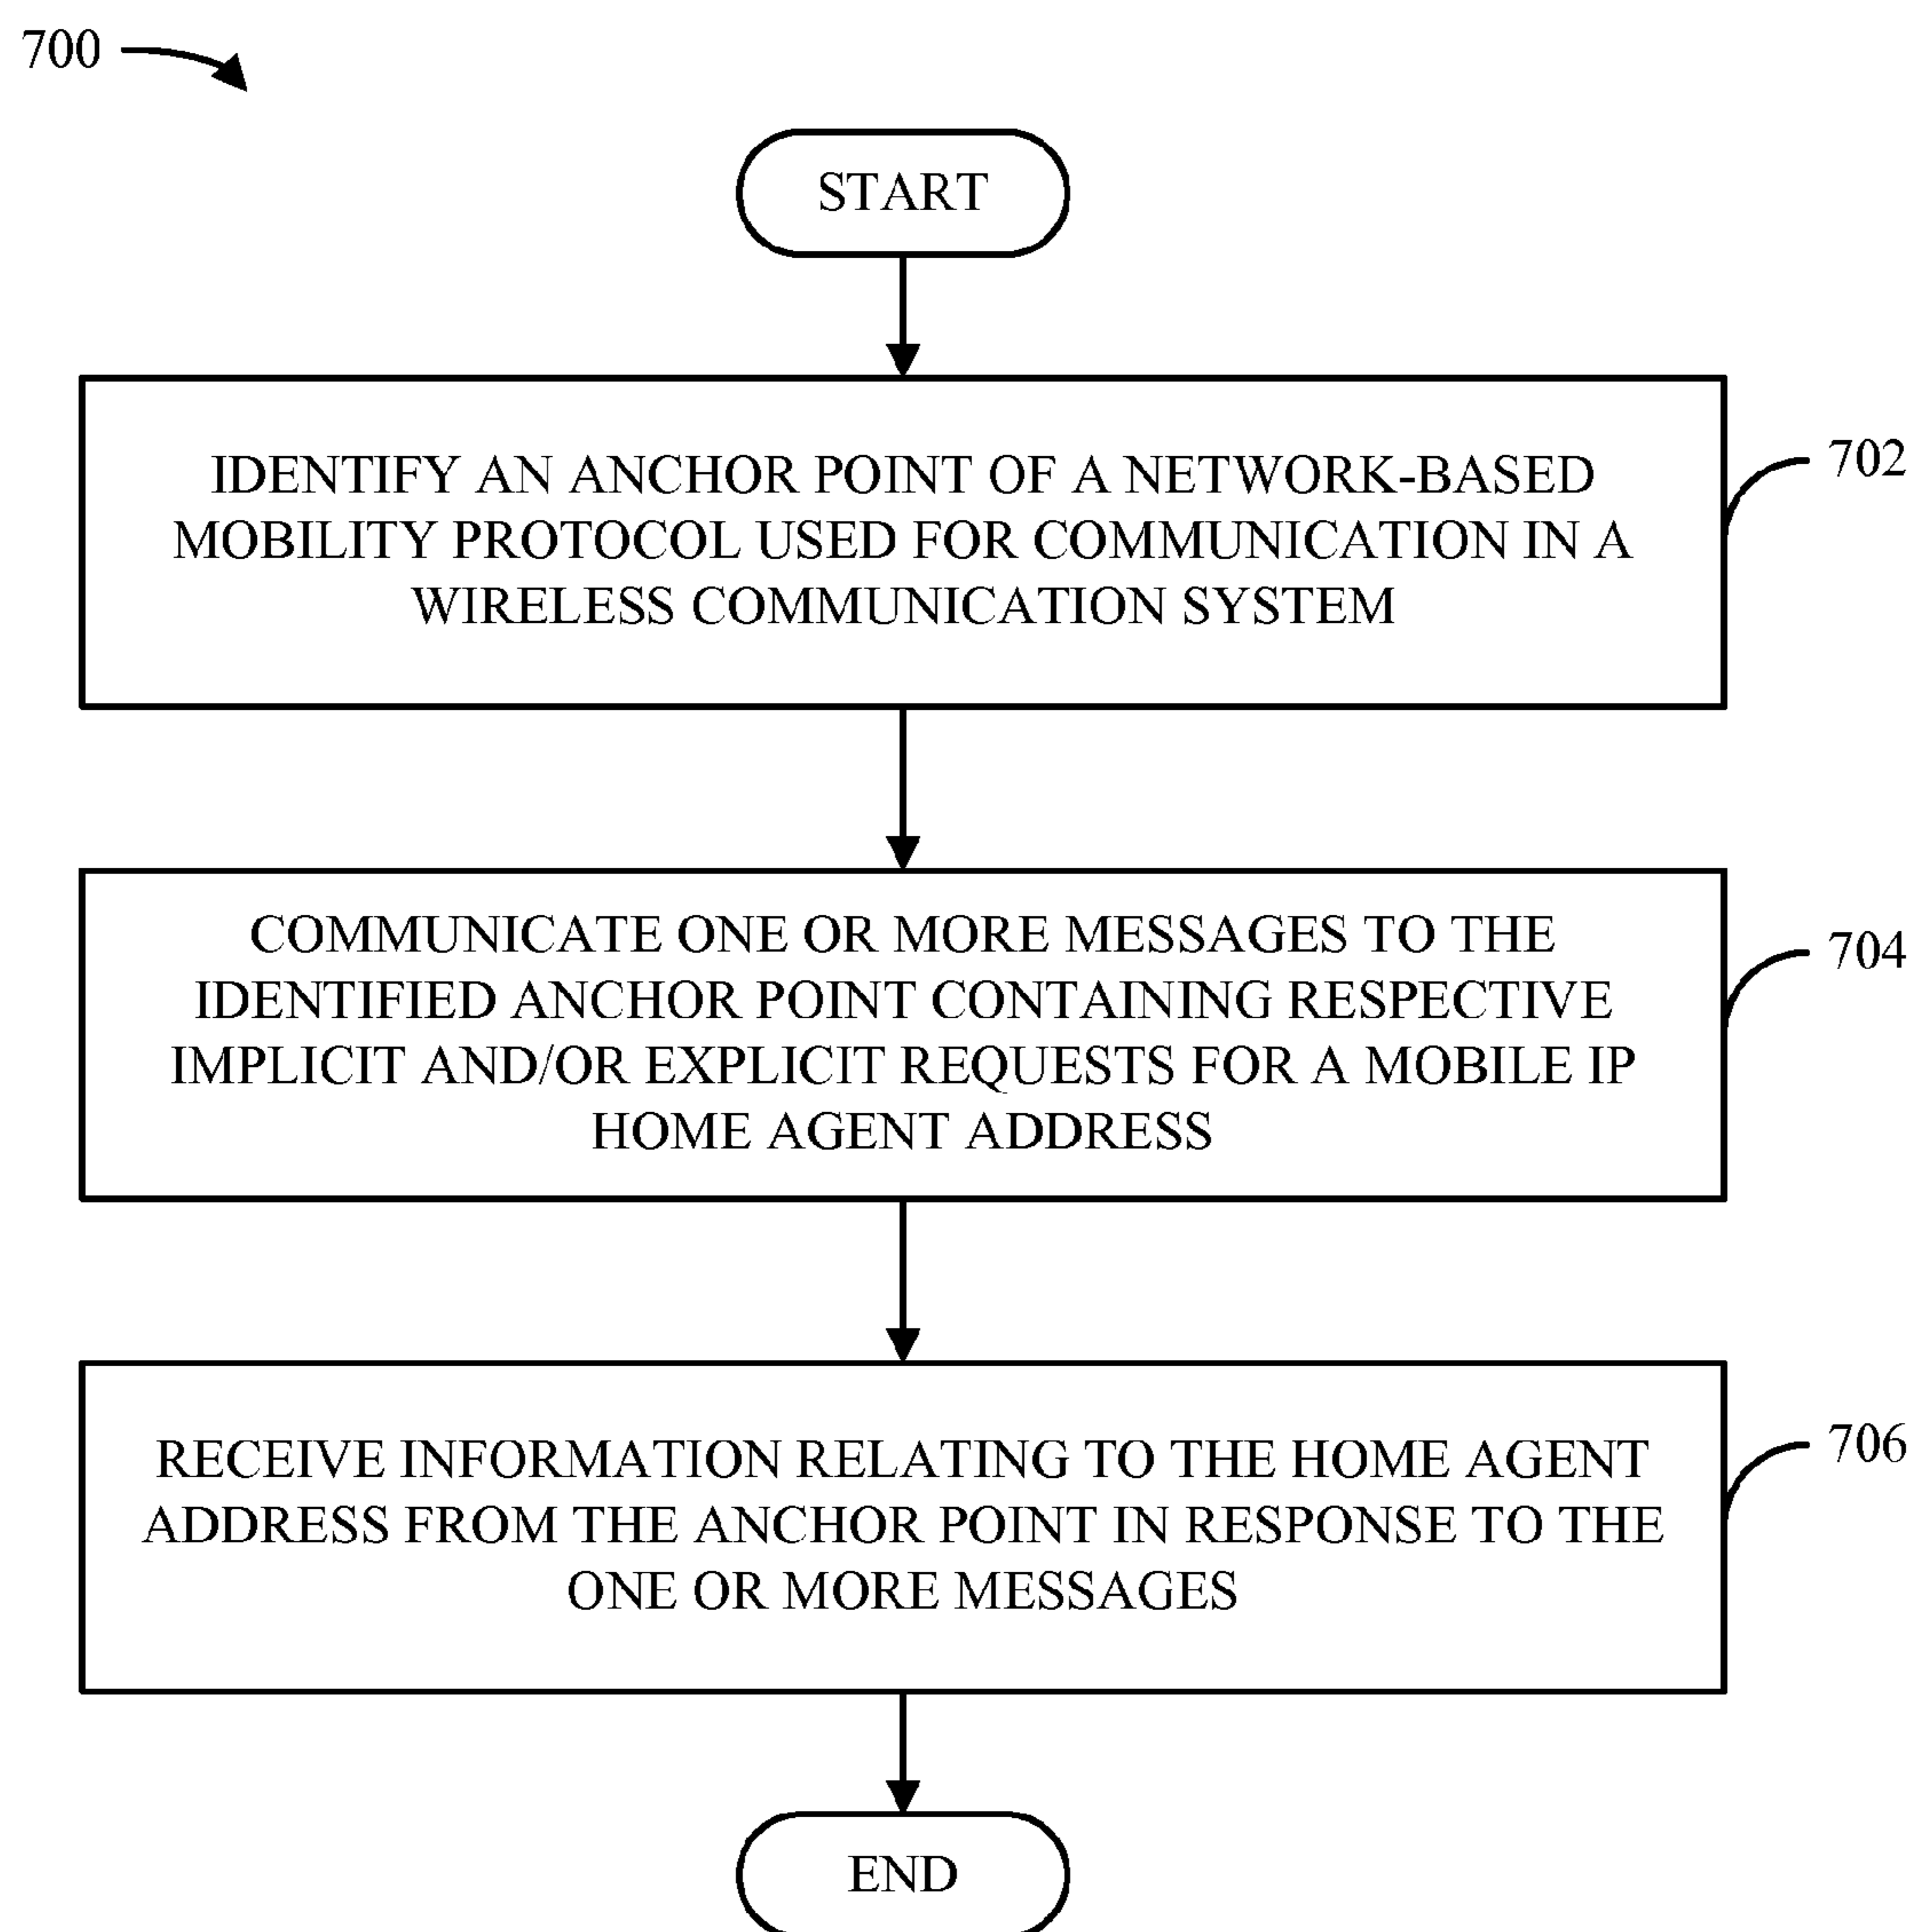 700
START
IDENTIFY AN ANCHOR POINT OF A NETWORK-BASED
MOBILITY PROTOCOL USED FOR COMMUNICATION IN A
WIRELESS COMMUNICATION SYSTEM
702
COMMUNICATE ONE OR MORE MESSAGES TO THE
IDENTIFIED ANCHOR POINT CONTAINING RESPECTIVE
IMPLICIT AND/OR EXPLICIT REQUESTS FOR A MOBILE IP
HOME AGENT ADDRESS
704
RECEIVE INFORMATION RELATING TO THE HOME AGENT
ADDRESS FROM THE ANCHOR POINT IN RESPONSE TO THE
ONE OR MORE MESSAGES
706
END